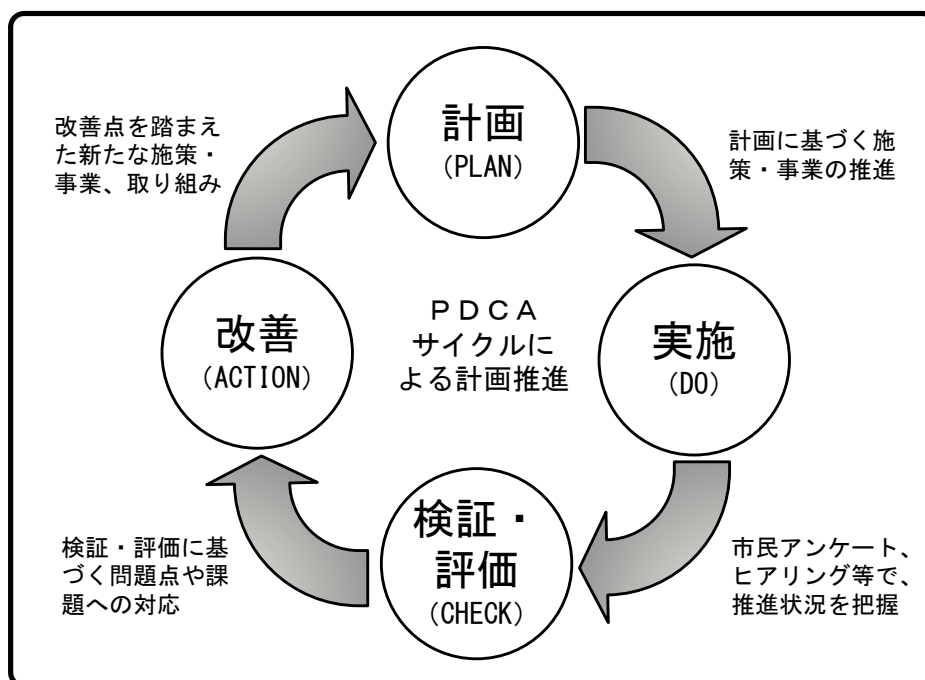 計画
(PLAN)
計画に基づく施
策・事業の推進
実施
(DO)
市民アンケート、
ヒアリング等で、
推進状況を把握
検証・
評価
(CHECK)
検証・評価に基
づく問題点や課
題への対応
改善
(ACTION)
改善点を踏まえ
た新たな施策・
事業、取り組み
ＰＤＣＡ
サイクルに
よる計画推進